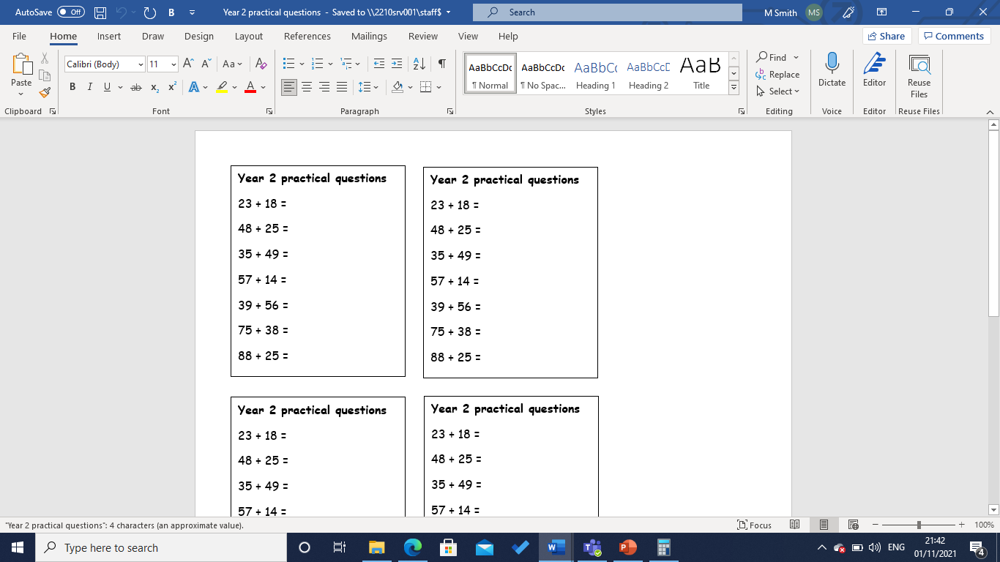 AutoSave Off B Year 2 practical questions - Saved to \\2210srv001\staff$ Search M Smith MS
File Home Insert Draw Design Layout References Mailings Review View Help Share Comments
Paste
Clipboard
Calibri (Body) 11 A A Aa A
B I U ab x2 x2 A A
Font
Paragraph
AaBbCcDc AaBbCcDc AaBbCc AaBbCcD AaB
¶ Normal ¶ No Spac... Heading 1 Heading 2 Title
Styles
Find
Replace
Select
Editing
Dictate
Voice
Editor
Editor
Reuse
Files
Reuse Files
Year 2 practical questions
23 + 18 =
48 + 25 =
35 + 49 =
57 + 14 =
39 + 56 =
75 + 38 =
88 + 25 =
Year 2 practical questions
23 + 18 =
48 + 25 =
35 + 49 =
57 + 14 =
39 + 56 =
75 + 38 =
88 + 25 =
Year 2 practical questions
23 + 18 =
48 + 25 =
35 + 49 =
57 + 14 =
Year 2 practical questions
23 + 18 =
48 + 25 =
35 + 49 =
57 + 14 =
"Year 2 practical questions": 4 characters (an approximate value). Focus 100%
Type here to search ENG 21:42
01/11/2021 4